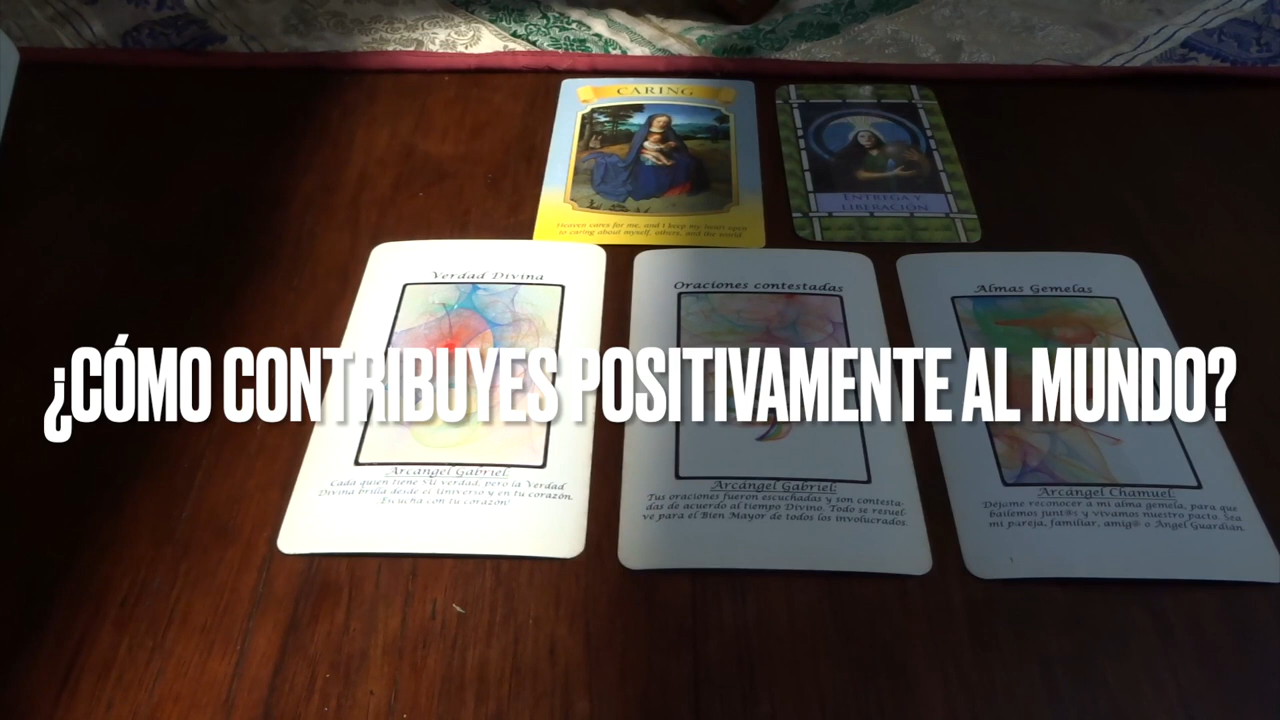 CARING
Heaven cares for me, and I keep my heart open
to caring about myself, others, and the world.
ENTREGA Y
LIBERACIÓN
Verdad Divina
Oraciones contestadas
Almas Gemelas
¿CÓMO CONTRIBUYES POSITIVAMENTE AL MUNDO?
Arcángel Gabriel:
Cada quien tiene SU verdad, pero la Verdad
Divina brilla desde el Universo y en tu corazón.
Escucha con tu corazón!
Arcángel Gabriel:
Tus oraciones fueron escuchadas y son contesta-
das de acuerdo al tiempo Divino. Todo se resuel-
ve para el Bien Mayor de todos los involucrados.
Arcángel Chamuel:
Déjame reconocer a mi alma gemela, para que
bailemos junt@s y vivamos nuestro pacto. Sea
mi pareja, familiar, amig@ o Ángel Guardián.